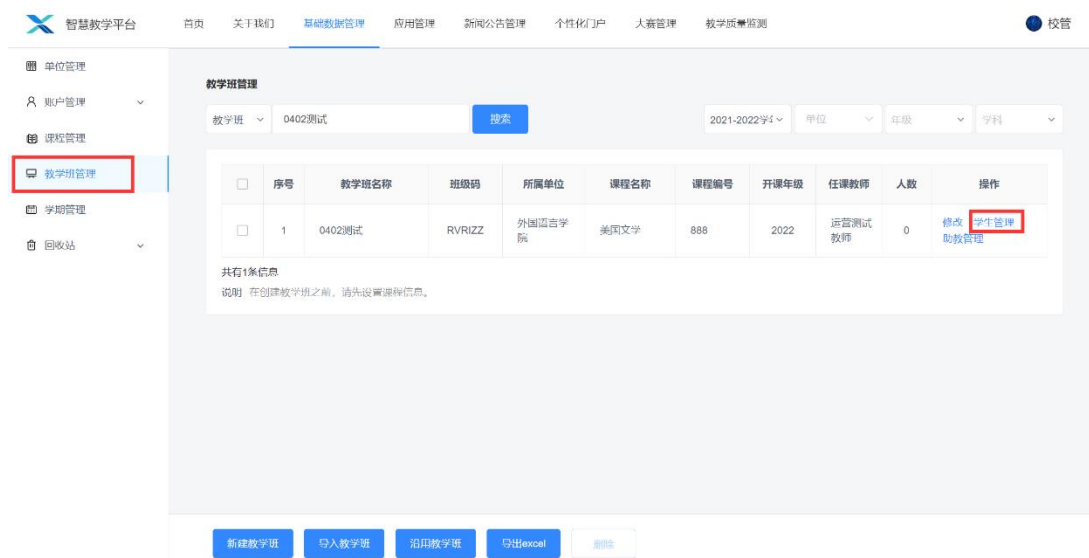 智慧教学平台 首页 关于我们 基础数据管理 应用管理 新闻公告管理 个性化门户 大赛管理 教学质量监测 校管
单位管理
账户管理
课程管理
教学班管理
学期管理
回收站
教学班管理
教学班 0402测试 搜索 2021-2022学 单位 年级 学科
序号 教学班名称 班级码 所属单位 课程名称 课程编号 开课年级 任课教师 人数 操作
1 0402测试 RVRIZZ 外国语言学院 美国文学 888 2022 运营测试教师 0 修改 学生管理 助教管理
共有1条信息
说明 在创建教学班之前，请先设置课程信息。
新建教学班 导入教学班 沿用教学班 导出excel 删除